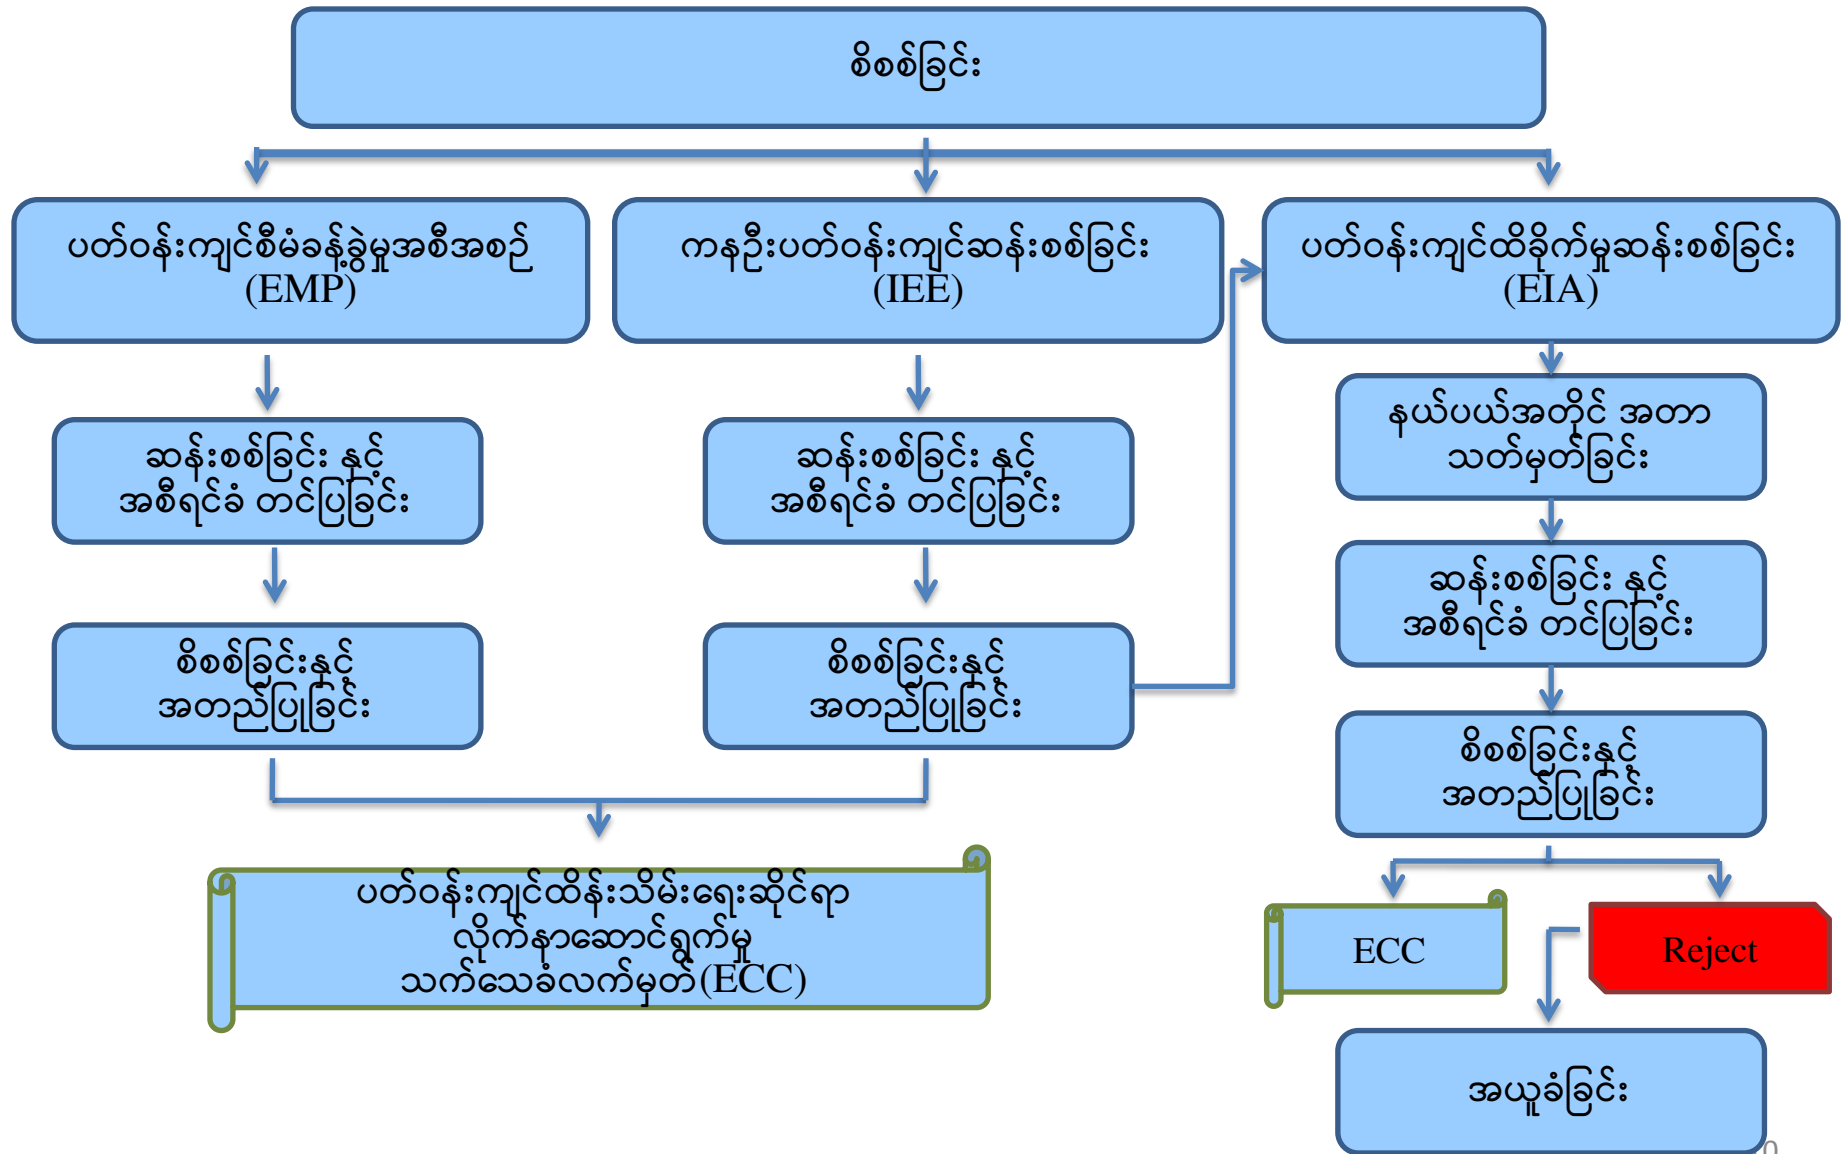 စိစစ်ခြင်း
ပတ်ဝန်းကျင်စီမံခန့်ခွဲမှုအစီအစဉ်
(EMP)
ကနဦးပတ်ဝန်းကျင်ဆန်းစစ်ခြင်း
(IEE)
ပတ်ဝန်းကျင်ထိခိုက်မှုဆန်းစစ်ခြင်း
(EIA)
ဆန်းစစ်ခြင်း နှင့်
အစီရင်ခံ တင်ပြခြင်း
စိစစ်ခြင်းနှင့်
အတည်ပြုခြင်း
ဆန်းစစ်ခြင်း နှင့်
အစီရင်ခံ တင်ပြခြင်း
စိစစ်ခြင်းနှင့်
အတည်ပြုခြင်း
နယ်ပယ်အတိုင် အတာ
သတ်မှတ်ခြင်း
ဆန်းစစ်ခြင်း နှင့်
အစီရင်ခံ တင်ပြခြင်း
စိစစ်ခြင်းနှင့်
အတည်ပြုခြင်း
ပတ်ဝန်းကျင်ထိန်းသိမ်းရေးဆိုင်ရာ
လိုက်နာဆောင်ရွက်မှု
သက်သေခံလက်မှတ်(ECC)
ECC
Reject
အယူခံခြင်း